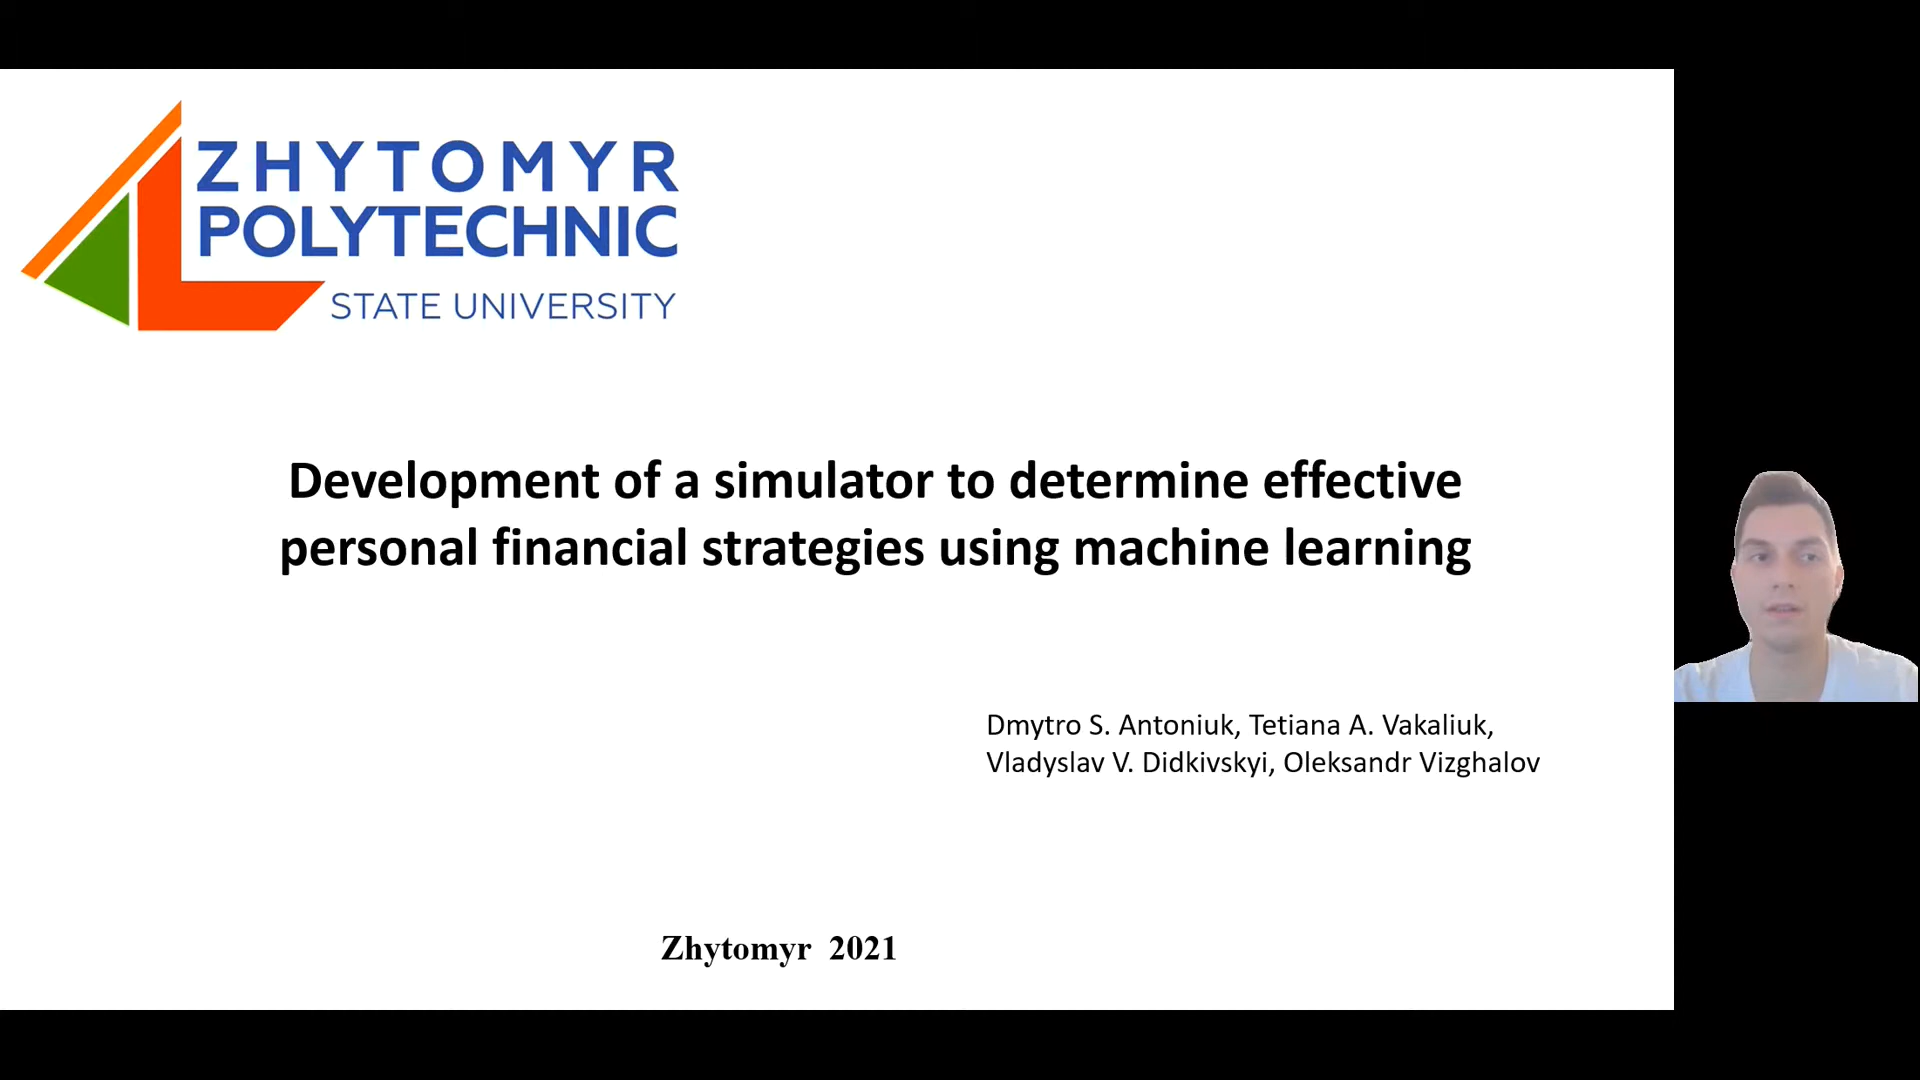 ZHYTOMYR
POLYTECHNIC
STATE UNIVERSITY
Development of a simulator to determine effective
personal financial strategies using machine learning
Dmytro S. Antoniuk, Tetiana A. Vakaliuk,
Vladyslav V. Didkivskyi, Oleksandr Vizghalov
Zhytomyr 2021